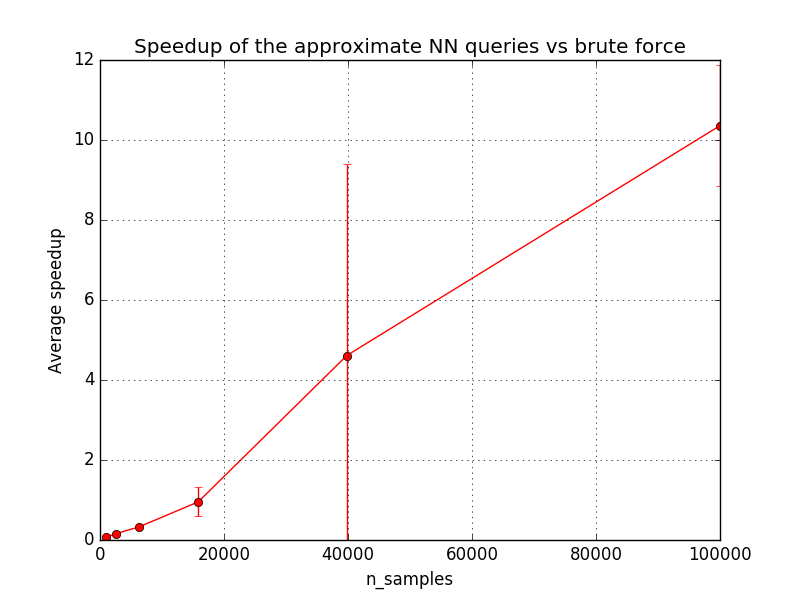 Speedup of the approximate NN queries vs brute force
12
10
8
6
4
2
0
Average speedup
0 20000 40000 60000 80000 100000
n_samples